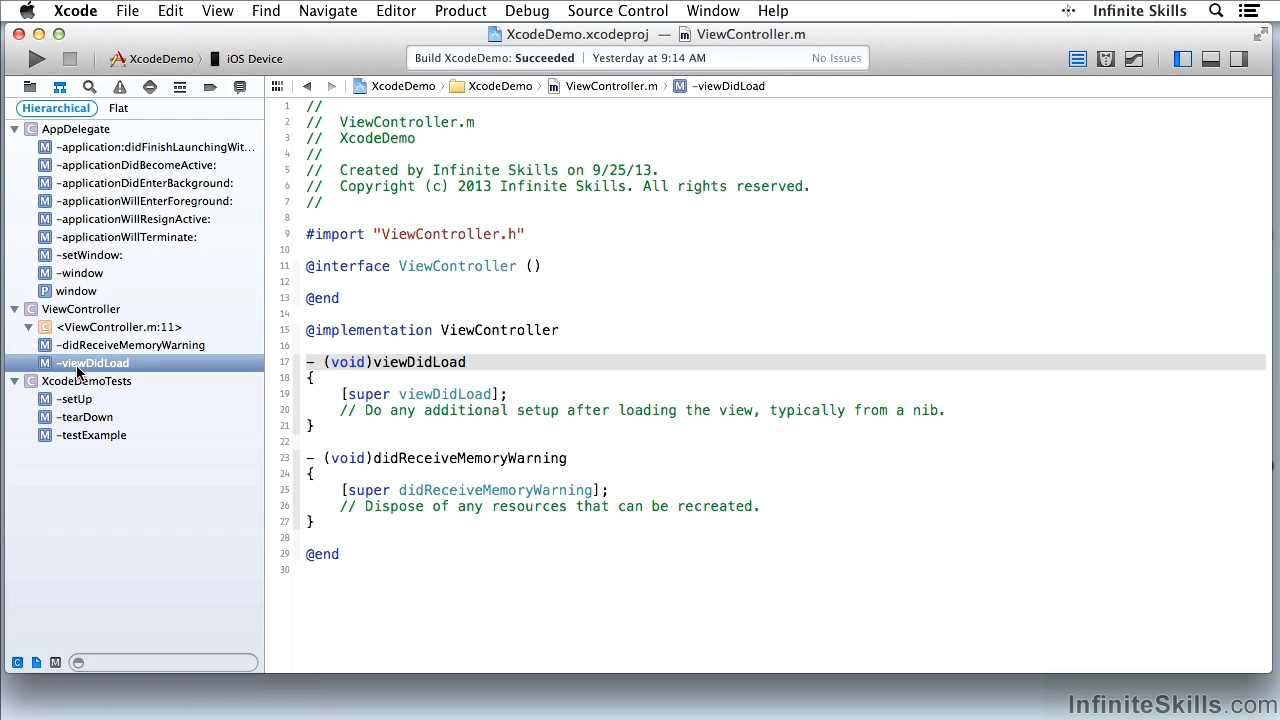 Xcode File Edit View Find Navigate Editor Product Debug Source Control Window Help Infinite Skills
XcodeDemo.xcodeproj — ViewController.m
XcodeDemo iOS Device
Build XcodeDemo: Succeeded Yesterday at 9:14 AM No Issues
XcodeDemo XcodeDemo ViewController.m M -viewDidLoad
Hierarchical Flat
C AppDelegate
M -application:didFinishLaunchingWit...
M -applicationDidBecomeActive:
M -applicationDidEnterBackground:
M -applicationWillEnterForeground:
M -applicationWillResignActive:
M -applicationWillTerminate:
M -setWindow:
M -window
P window
C ViewController
C <ViewController.m:11>
M -didReceiveMemoryWarning
M -viewDidLoad
C XcodeDemoTests
M -setUp
M -tearDown
M -testExample
C M
1 //
2 // ViewController.m
3 // XcodeDemo
4 //
5 // Created by Infinite Skills on 9/25/13.
6 // Copyright (c) 2013 Infinite Skills. All rights reserved.
7 //
8
9 #import "ViewController.h"
10
11 @interface ViewController ()
12
13 @end
14
15 @implementation ViewController
16
17 - (void)viewDidLoad
18 {
19 [super viewDidLoad];
20 // Do any additional setup after loading the view, typically from a nib.
21 }
22
23 - (void)didReceiveMemoryWarning
24 {
25 [super didReceiveMemoryWarning];
26 // Dispose of any resources that can be recreated.
27 }
28
29 @end
30
InfiniteSkills.com